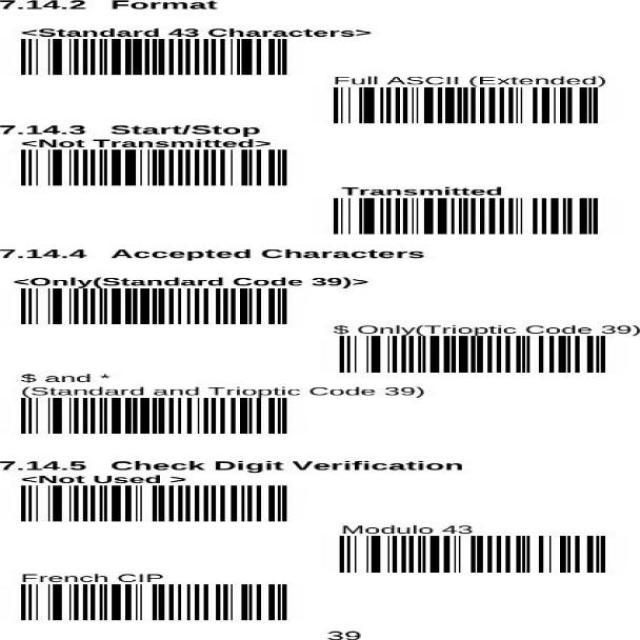 7.14.2 Format
<Standard 43 Characters>
Full ASCII (Extended)
7.14.3 Start/Stop
<Not Transmitted>
Transmitted
7.14.4 Accepted Characters
<Only(Standard Code 39)>
$ Only(Trioptic Code 39)
$ and *
(Standard and Trioptic Code 39)
7.14.5 Check Digit Verification
<Not Used >
Modulo 43
French CIP
39